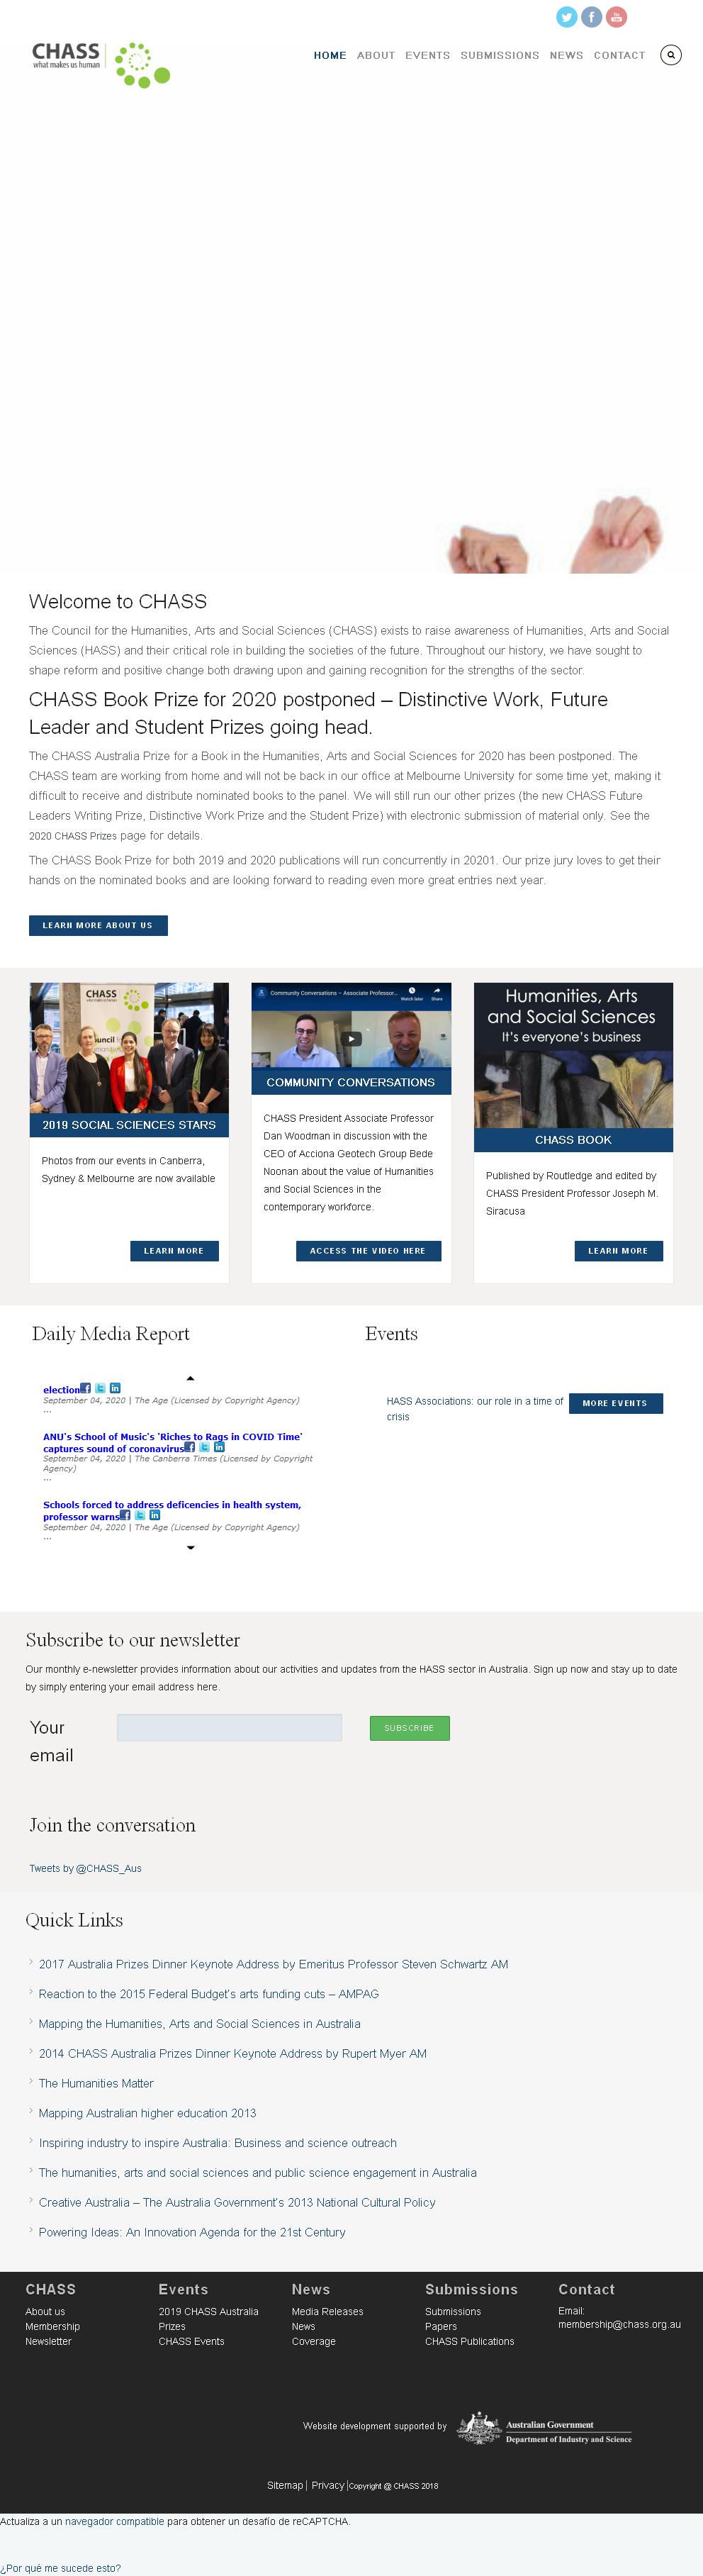 CHASS
what makes us human
HOME ABOUT EVENTS SUBMISSIONS NEWS CONTACT
Welcome to CHASS
The Council for the Humanities, Arts and Social Sciences (CHASS) exists to raise awareness of Humanities, Arts and Social
Sciences (HASS) and their critical role in building the societies of the future. Throughout our history, we have sought to
shape reform and positive change both drawing upon and gaining recognition for the strengths of the sector.
CHASS Book Prize for 2020 postponed – Distinctive Work, Future
Leader and Student Prizes going head.
The CHASS Australia Prize for a Book in the Humanities, Arts and Social Sciences for 2020 has been postponed. The
CHASS team are working from home and will not be back in our office at Melbourne University for some time yet, making it
difficult to receive and distribute nominated books to the panel. We will still run our other prizes (the new CHASS Future
Leaders Writing Prize, Distinctive Work Prize and the Student Prize) with electronic submission of material only. See the
2020 CHASS Prizes page for details.
The CHASS Book Prize for both 2019 and 2020 publications will run concurrently in 20201. Our prize jury loves to get their
hands on the nominated books and are looking forward to reading even more great entries next year.
LEARN MORE ABOUT US
CHASS
2019 SOCIAL SCIENCES STARS
Photos from our events in Canberra,
Sydney & Melbourne are now available
LEARN MORE
Community Conversations – Associate Professor...
Watch later Share
COMMUNITY CONVERSATIONS
CHASS President Associate Professor
Dan Woodman in discussion with the
CEO of Acciona Geotech Group Bede
Noonan about the value of Humanities
and Social Sciences in the
contemporary workforce.
ACCESS THE VIDEO HERE
Humanities, Arts
and Social Sciences
It's everyone's business
CHASS BOOK
Published by Routledge and edited by
CHASS President Professor Joseph M.
Siracusa
LEARN MORE
Daily Media Report
election
September 04, 2020 | The Age (Licensed by Copyright Agency)
...
ANU's School of Music's 'Riches to Rags in COVID Time'
captures sound of coronavirus
September 04, 2020 | The Canberra Times (Licensed by Copyright
Agency)
...
Schools forced to address deficencies in health system,
professor warns
September 04, 2020 | The Age (Licensed by Copyright Agency)
...
Events
HASS Associations: our role in a time of
crisis
MORE EVENTS
Subscribe to our newsletter
Our monthly e-newsletter provides information about our activities and updates from the HASS sector in Australia. Sign up now and stay up to date
by simply entering your email address here.
Your
email
SUBSCRIBE
Join the conversation
Tweets by @CHASS_Aus
Quick Links
2017 Australia Prizes Dinner Keynote Address by Emeritus Professor Steven Schwartz AM
Reaction to the 2015 Federal Budget's arts funding cuts – AMPAG
Mapping the Humanities, Arts and Social Sciences in Australia
2014 CHASS Australia Prizes Dinner Keynote Address by Rupert Myer AM
The Humanities Matter
Mapping Australian higher education 2013
Inspiring industry to inspire Australia: Business and science outreach
The humanities, arts and social sciences and public science engagement in Australia
Creative Australia – The Australia Government's 2013 National Cultural Policy
Powering Ideas: An Innovation Agenda for the 21st Century
CHASS
About us
Membership
Newsletter
Events
2019 CHASS Australia
Prizes
CHASS Events
News
Media Releases
News
Coverage
Submissions
Submissions
Papers
CHASS Publications
Contact
Email:
membership@chass.org.au
Website development supported by
Australian Government
Department of Industry and Science
Sitemap | Privacy |Copyright @ CHASS 2018
Actualiza a un navegador compatible para obtener un desafío de reCAPTCHA.
¿Por qué me sucede esto?